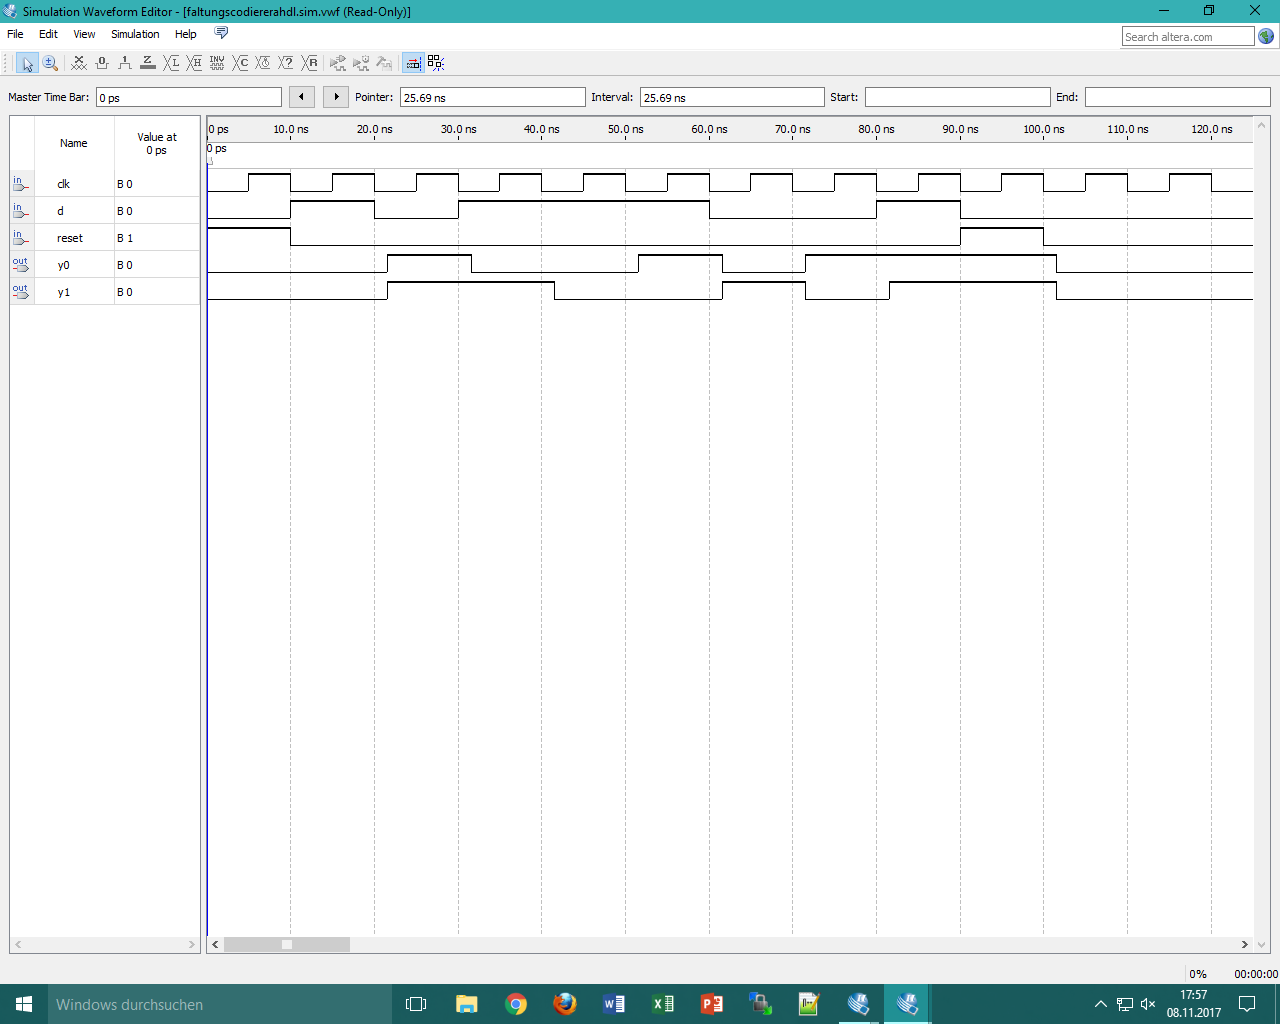 Simulation Waveform Editor - [faltungscodiererahdl.sim.vwf (Read-Only)]
File Edit View Simulation Help
Search altera.com
Master Time Bar: 0 ps Pointer: 25.69 ns Interval: 25.69 ns Start: End:
Name Value at 0 ps
0 ps 10.0 ns 20.0 ns 30.0 ns 40.0 ns 50.0 ns 60.0 ns 70.0 ns 80.0 ns 90.0 ns 100.0 ns 110.0 ns 120.0 ns
0 ps
in clk B 0
in d B 0
in reset B 1
out y0 B 0
out y1 B 0
0% 00:00:00
Windows durchsuchen
17:57
08.11.2017